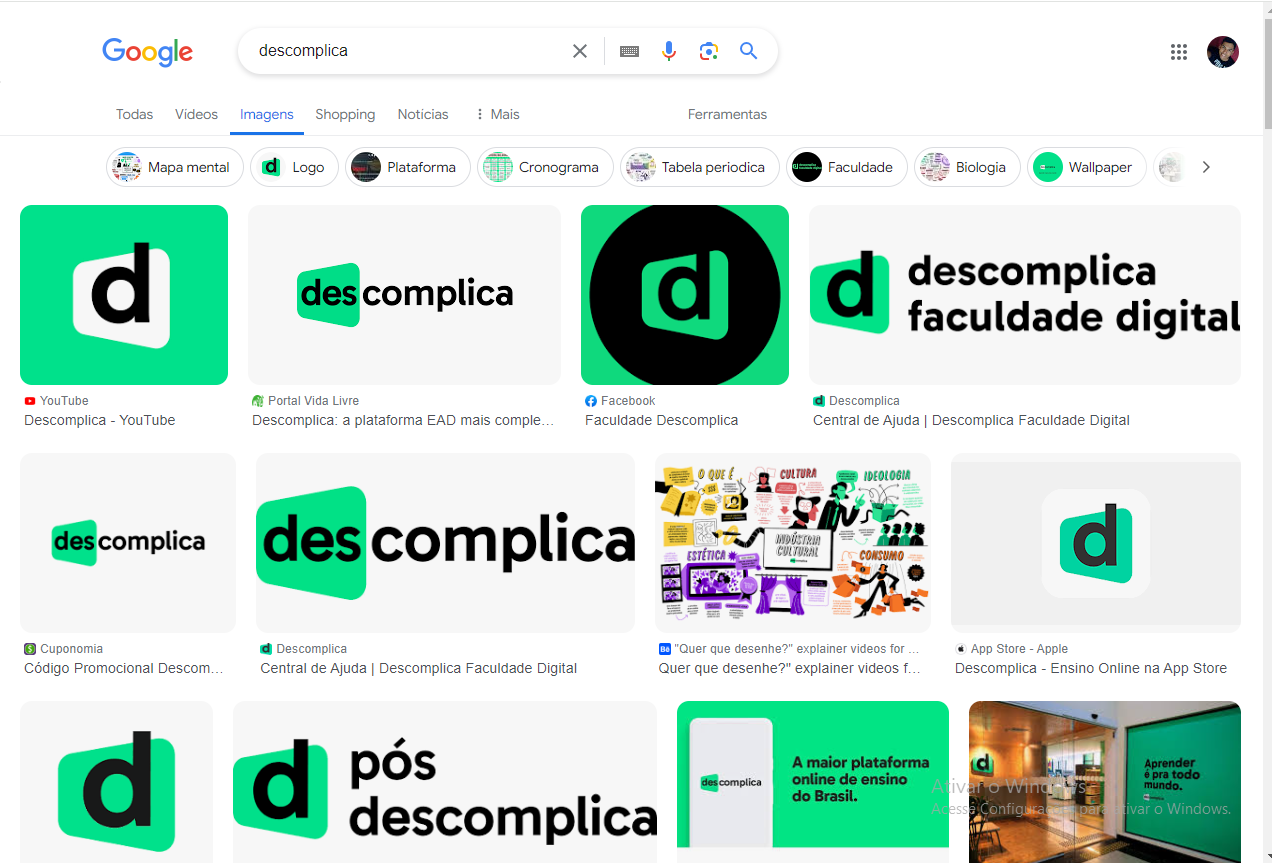 Google
descomplica
Todas
Vídeos
Imagens
Shopping
Notícias
Mais
Ferramentas
Mapa mental
Logo
Plataforma
Cronograma
Tabela periodica
Faculdade
Biologia
Wallpaper
d
descomplica
d
d
descomplica
faculdade digital
YouTube
Descomplica - YouTube
Portal Vida Livre
Descomplica: a plataforma EAD mais comple...
Facebook
Faculdade Descomplica
Descomplica
Central de Ajuda | Descomplica Faculdade Digital
descomplica
descomplica
O QUE É
CULTURA
IDEOLOGIA
INDÚSTRIA
CULTURAL
ESTÉTICA
CONSUMO
d
Cuponomia
Código Promocional Descom...
Descomplica
Central de Ajuda | Descomplica Faculdade Digital
"Quer que desenhe?" explainer videos for ...
Quer que desenhe?" explainer videos f...
App Store - Apple
Descomplica - Ensino Online na App Store
d
d
pós
descomplica
descomplica
A maior plataforma
online de ensino
do Brasil.
d
Aprender
é pra todo
mundo.
Ativar o Windows
Acesse Configurações para ativar o Windows.